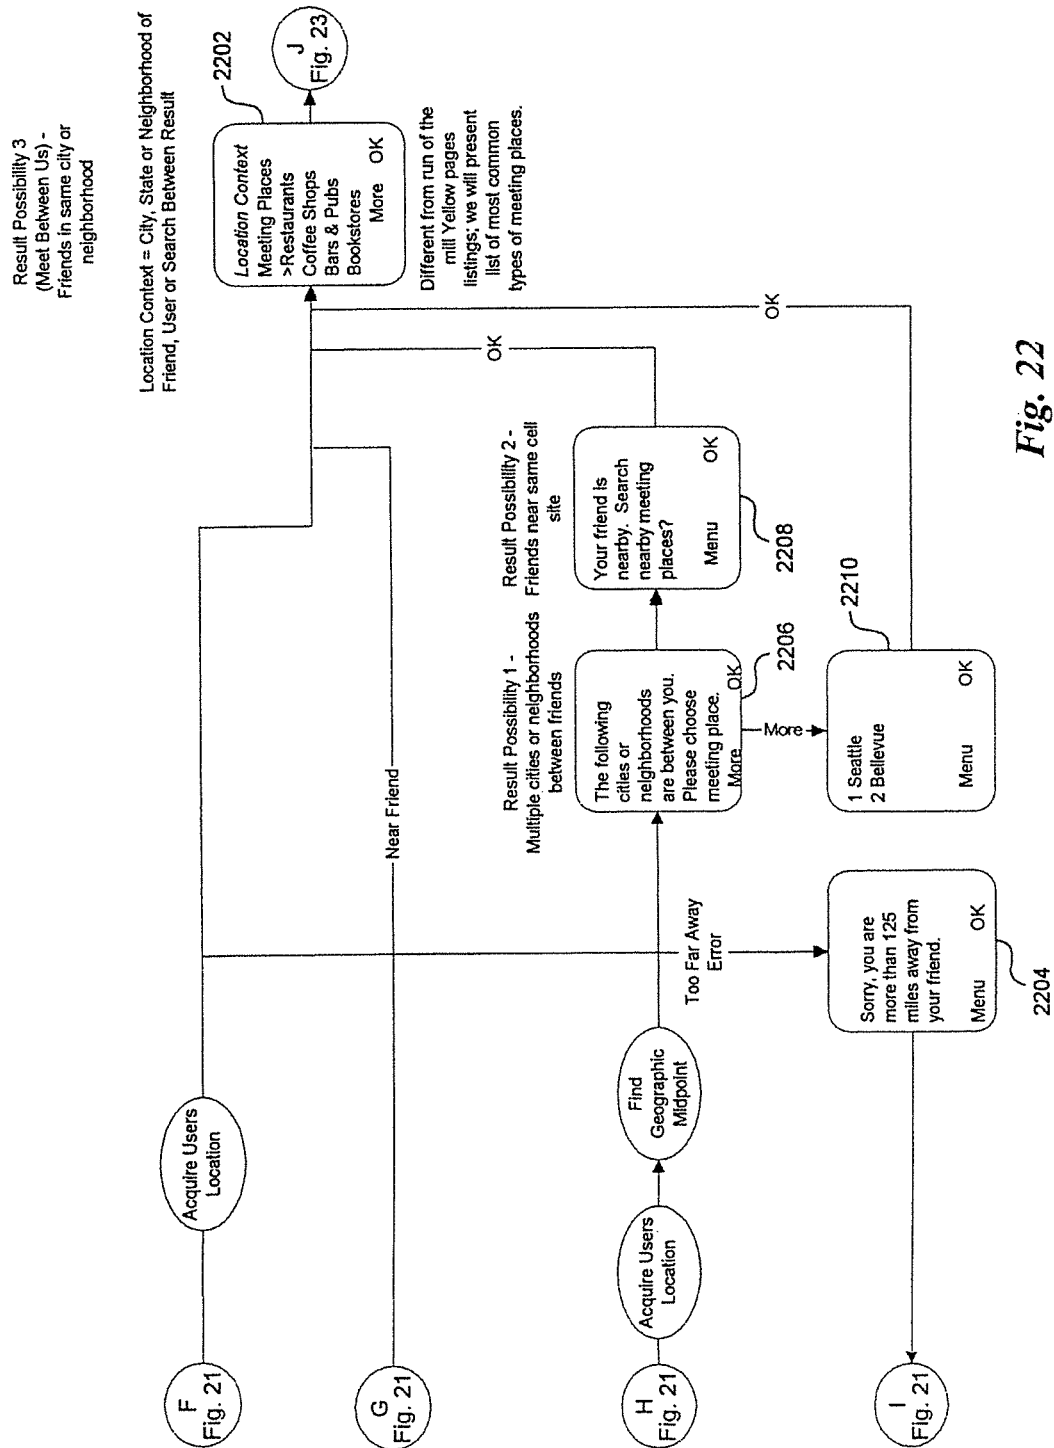 Result Possibility 3
(Meet Between Us) -
Friends in same city or
neighborhood
Location Context = City, State or Neighborhood of
Friend, User or Search Between Result
F
Fig. 21
Acquire Users
Location
2202
Location Context
Meeting Places
>Restaurants
Coffee Shops
Bars & Pubs
Bookstores
More OK
J
Fig. 23
Different from run of the
mill Yellow pages
listings; we will present
list of most common
types of meeting places.
G
Fig. 21
Near Friend
OK
OK
Result Possibility 1 -
Multiple cities or neighborhoods
between friends
Result Possibility 2 -
Friends near same cell
site
H
Fig. 21
Acquire Users
Location
Find
Geographic
Midpoint
Too Far Away
Error
The following
cities or
neighborhoods
are between you.
Please choose
meeting place.
More OK
2206
Your friend is
nearby. Search
nearby meeting
places?
Menu OK
2208
More
2210
1 Seattle
2 Bellevue
Menu OK
I
Fig. 21
Sorry, you are
more than 125
miles away from
your friend.
Menu OK
2204
Fig. 22